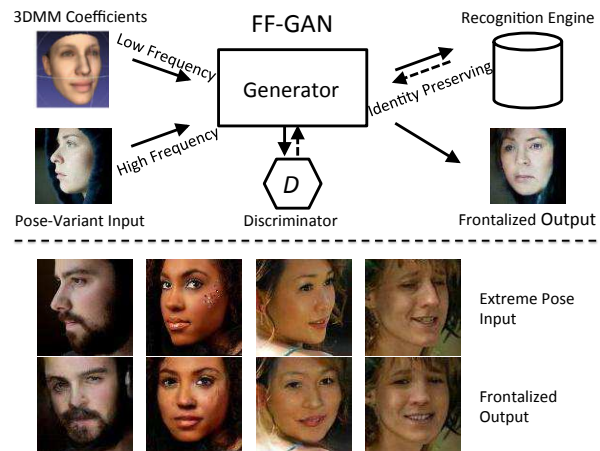 3DMM Coefficients
FF-GAN
Recognition Engine
Low Frequency
Generator
Identity Preserving
High Frequency
D
Pose-Variant Input
Discriminator
Frontalized Output
Extreme Pose
Input
Frontalized
Output